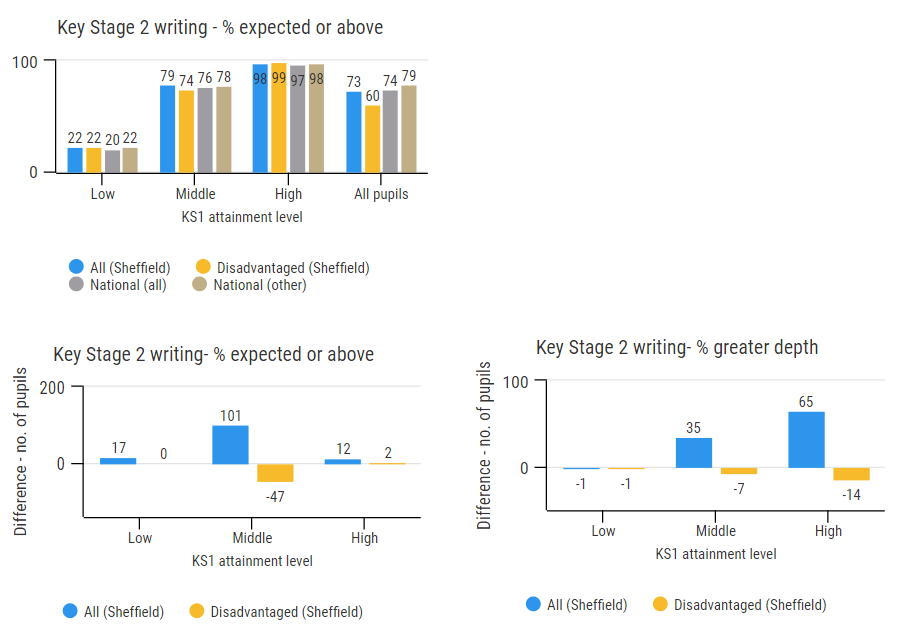 Key Stage 2 writing - % expected or above
100
79 74 76 78
98 99 97 98
73 60 74 79
22 22 20 22
0
Low Middle High All pupils
KS1 attainment level
All (Sheffield) Disadvantaged (Sheffield)
National (all) National (other)
Key Stage 2 writing- % expected or above
Difference - no. of pupils
200
101
17 0 12 2
0
-47
Low Middle High
KS1 attainment level
All (Sheffield) Disadvantaged (Sheffield)
Key Stage 2 writing- % greater depth
Difference - no. of pupils
100
65
35
0
-1 -1 -7 -14
Low Middle High
KS1 attainment level
All (Sheffield) Disadvantaged (Sheffield)